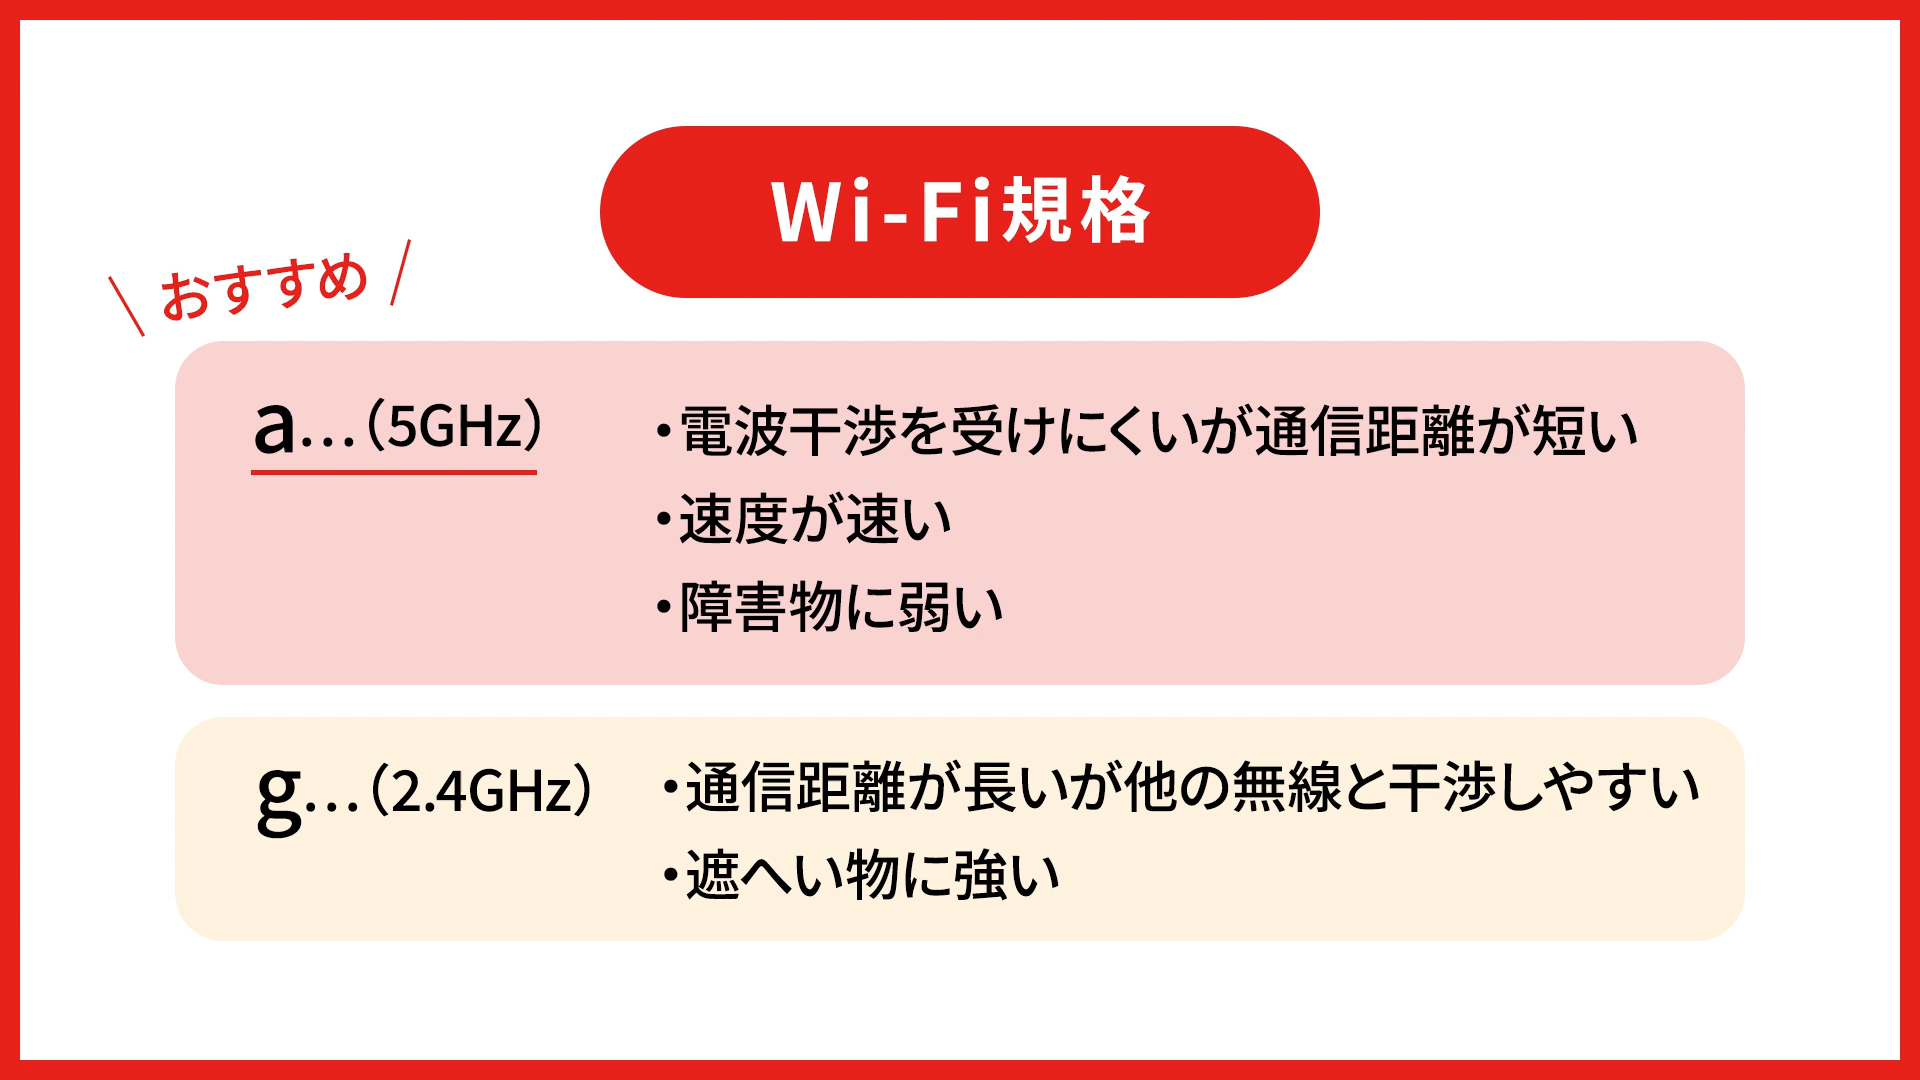 Wi-Fi規格
\ おすすめ /
a…（5GHz）
・電波干渉を受けにくいが通信距離が短い
・速度が速い
・障害物に弱い
g…（2.4GHz）
・通信距離が長いが他の無線と干渉しやすい
・遮へい物に強い